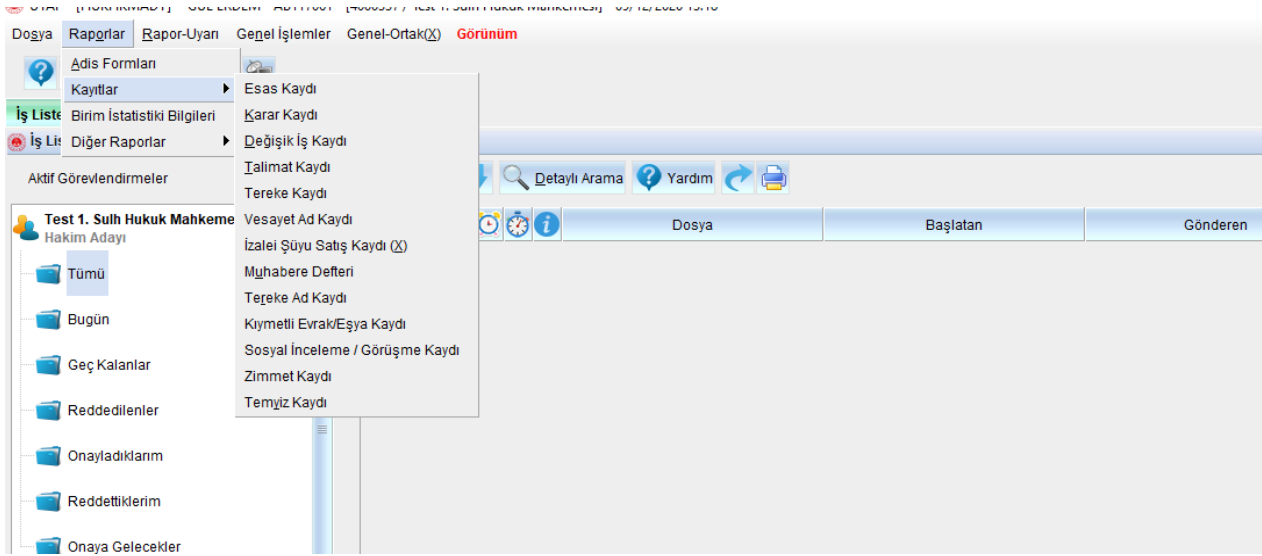 Dosya Raporlar Rapor-Uyarı Genel İşlemler Genel-Ortak(X) Görünüm
Adis Formları
Kayıtlar
Birim İstatistiki Bilgileri
Diğer Raporlar
Esas Kaydı
Karar Kaydı
Değişik İş Kaydı
Talimat Kaydı
Tereke Kaydı
Vesayet Ad Kaydı
İzalei Şüyu Satış Kaydı (X)
Muhabere Defteri
Tereke Ad Kaydı
Kıymetli Evrak/Eşya Kaydı
Sosyal İnceleme / Görüşme Kaydı
Zimmet Kaydı
Temyiz Kaydı
İş Liste
İş Lis
Aktif Görevlendirmeler
Detaylı Arama Yardım
Test 1. Sulh Hukuk Mahkeme
Hakim Adayı
Dosya Başlatan Gönderen
Tümü
Bugün
Geç Kalanlar
Reddedilenler
Onayladıklarım
Reddettiklerim
Onaya Gelecekler